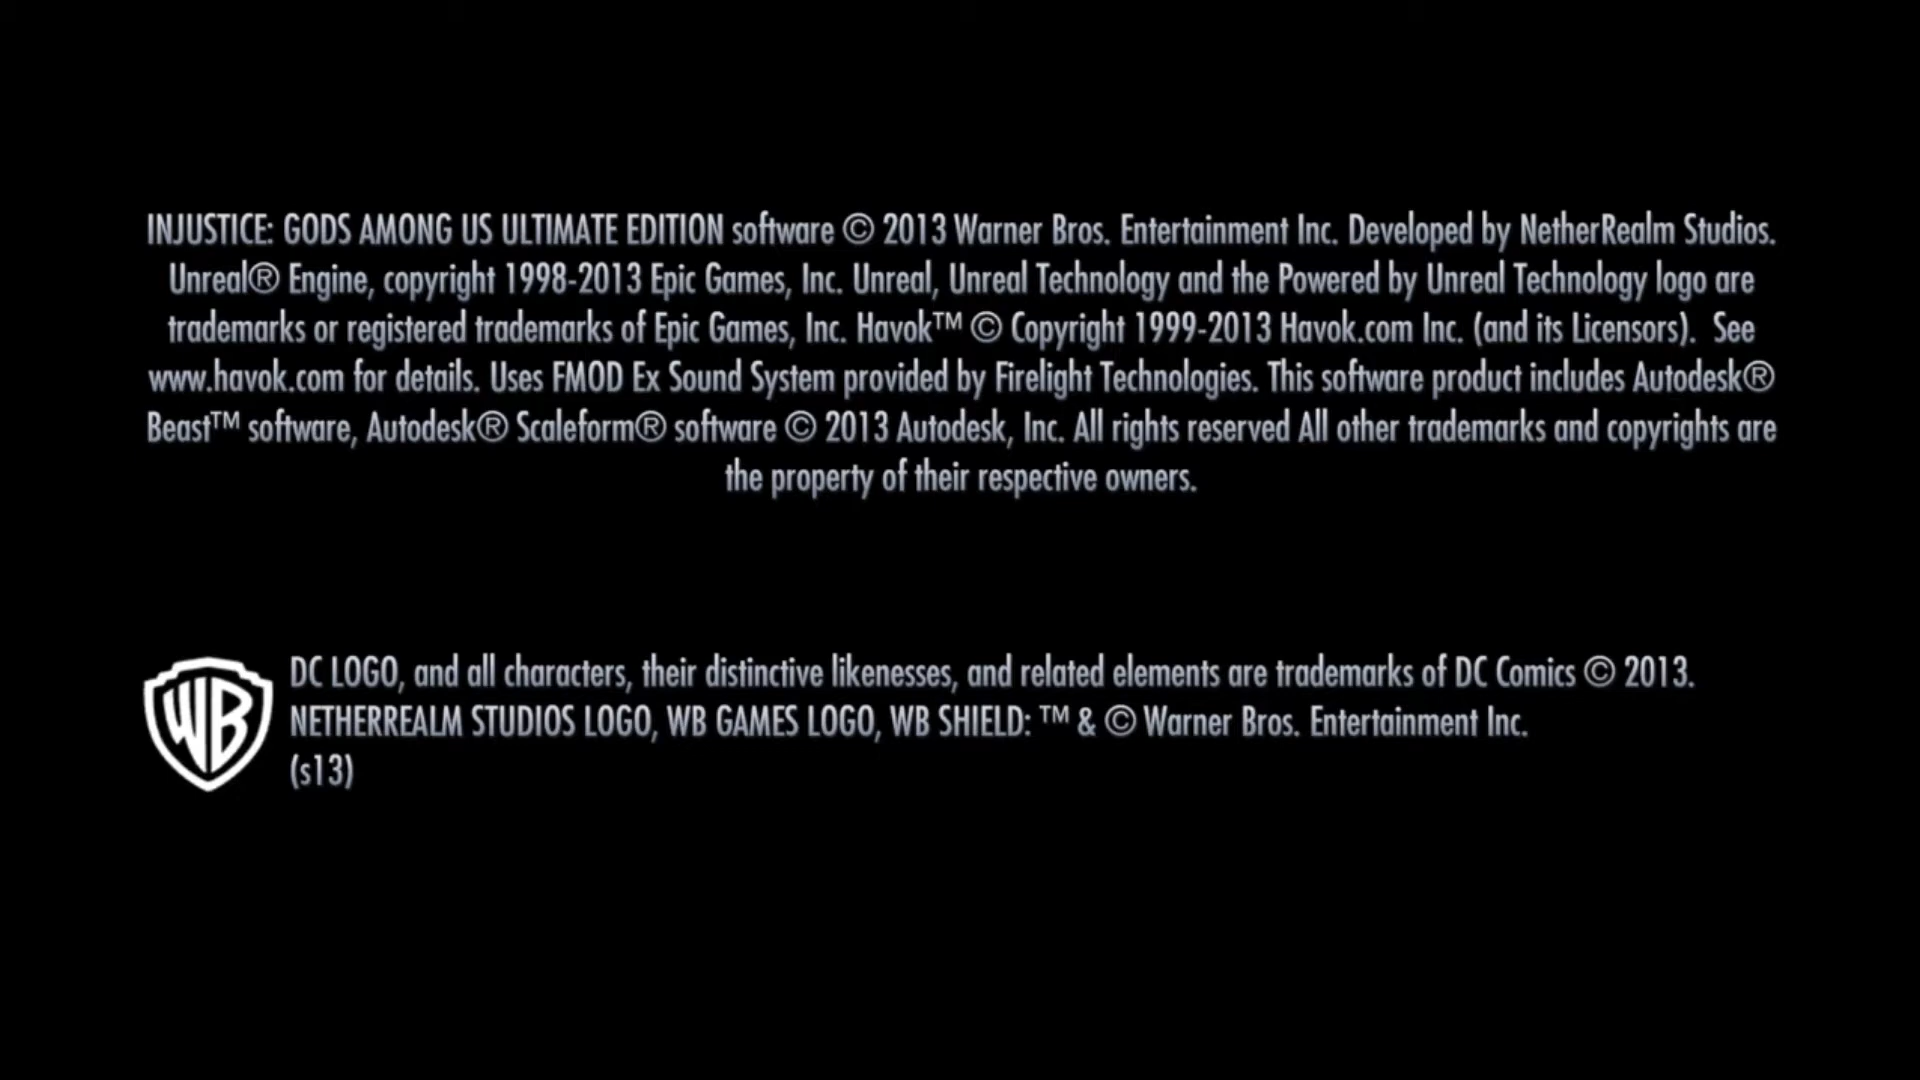 INJUSTICE: GODS AMONG US ULTIMATE EDITION software © 2013 Warner Bros. Entertainment Inc. Developed by NetherRealm Studios.
Unreal® Engine, copyright 1998-2013 Epic Games, Inc. Unreal, Unreal Technology and the Powered by Unreal Technology logo are
trademarks or registered trademarks of Epic Games, Inc. Havok™ © Copyright 1999-2013 Havok.com Inc. (and its Licensors).  See
www.havok.com for details. Uses FMOD Ex Sound System provided by Firelight Technologies. This software product includes Autodesk®
Beast™ software, Autodesk® Scaleform® software © 2013 Autodesk, Inc. All rights reserved All other trademarks and copyrights are
the property of their respective owners.
WB
DC LOGO, and all characters, their distinctive likenesses, and related elements are trademarks of DC Comics © 2013.
NETHERREALM STUDIOS LOGO, WB GAMES LOGO, WB SHIELD: ™ & © Warner Bros. Entertainment Inc.
(s13)